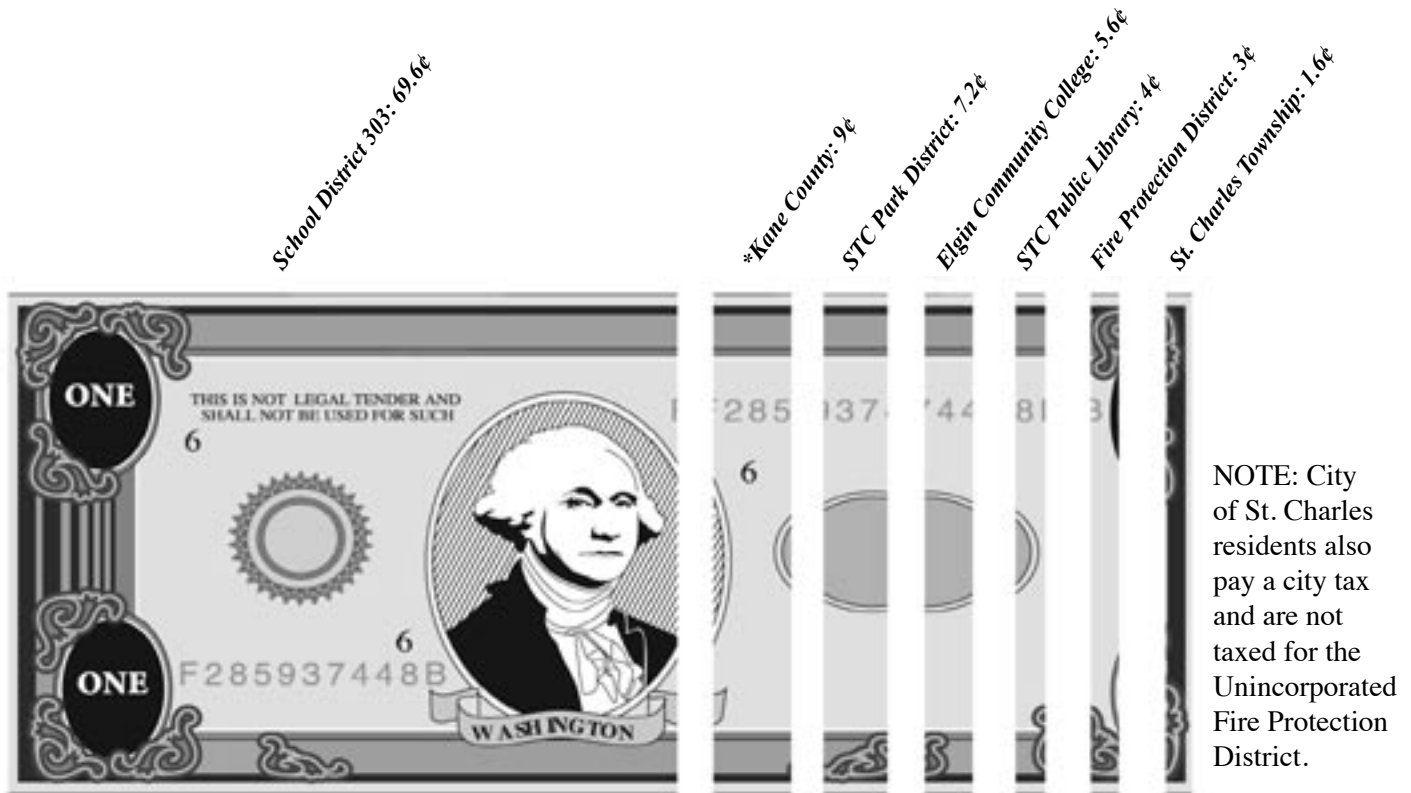 School District 303: 69.6¢
*Kane County: 9¢
STC Park District: 7.2¢
Elgin Community College: 5.6¢
STC Public Library: 4¢
Fire Protection District: 3¢
St. Charles Township: 1.6¢
ONE
THIS IS NOT LEGAL TENDER AND
SHALL NOT BE USED FOR SUCH
6
6
6
F285937448B
ONE
WASHINGTON
NOTE: City
of St. Charles
residents also
pay a city tax
and are not
taxed for the
Unincorporated
Fire Protection
District.